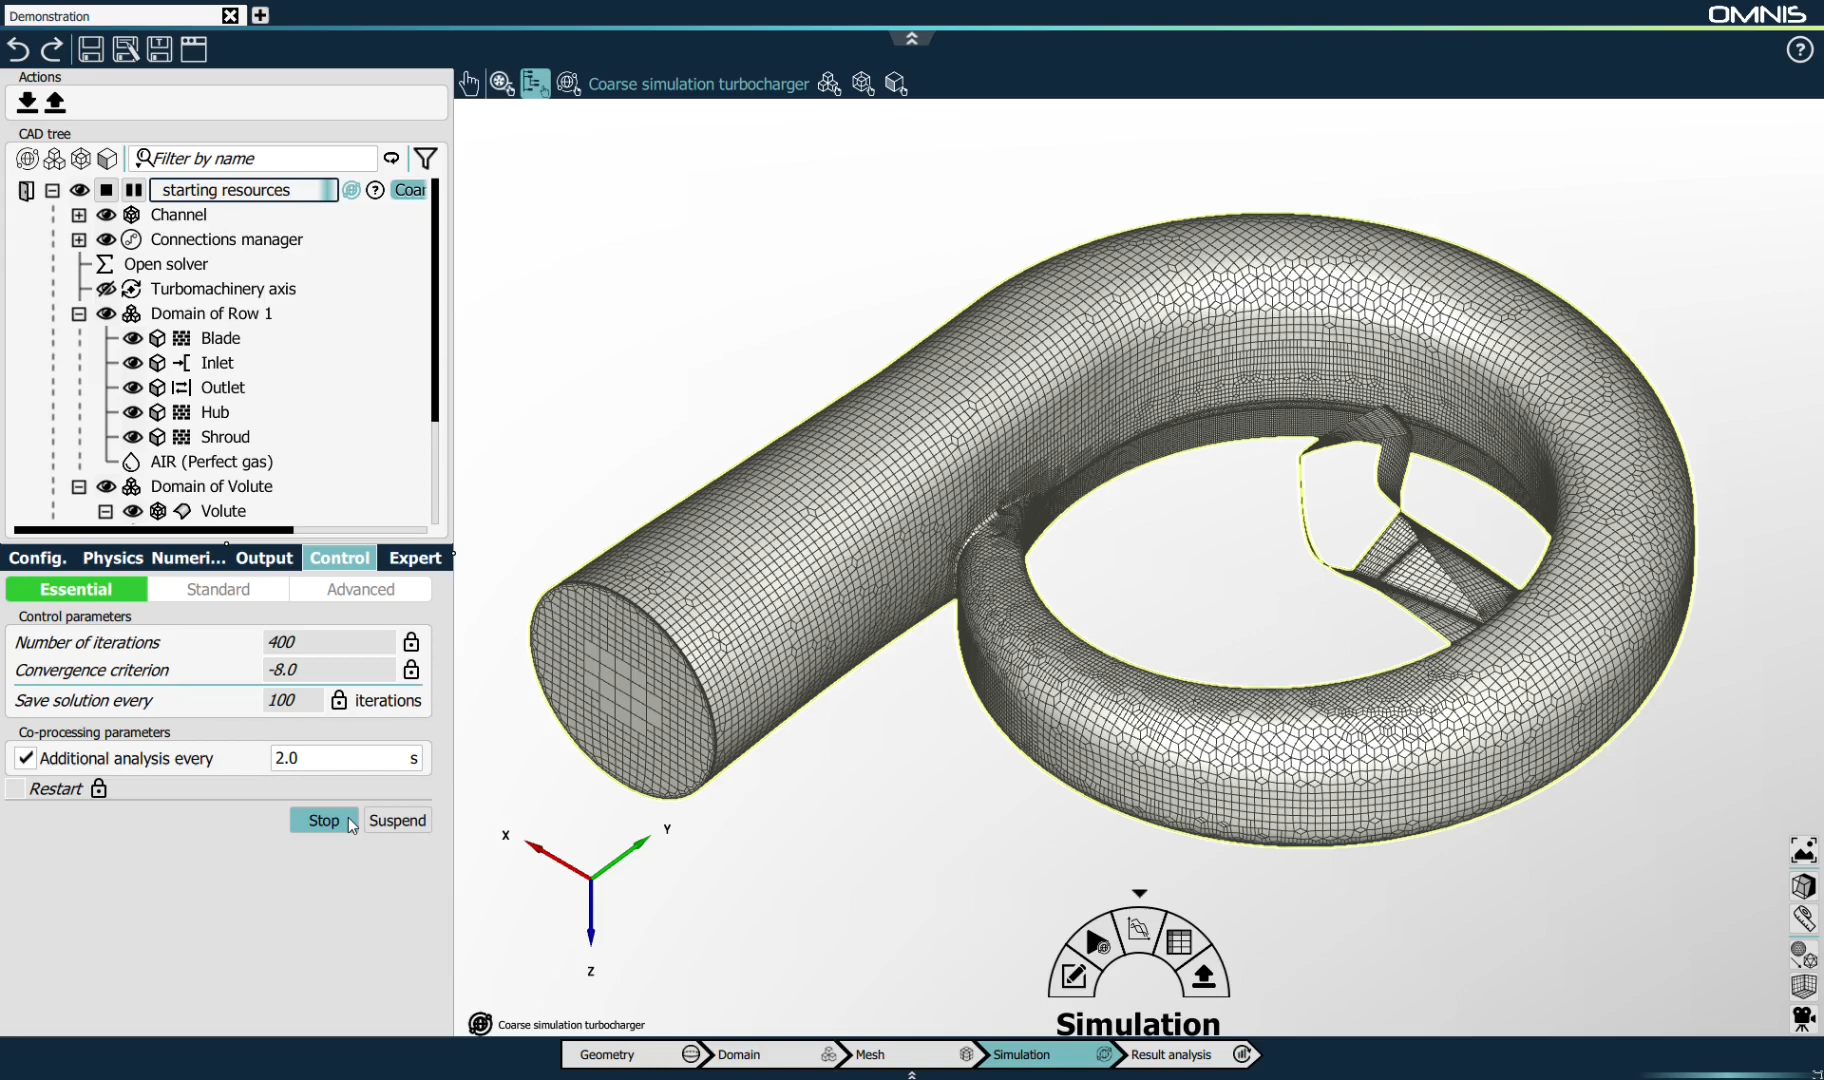 Demonstration
OMNIS
Actions
Coarse simulation turbocharger
CAD tree
Filter by name
starting resources
Coar
Channel
Connections manager
Open solver
Turbomachinery axis
Domain of Row 1
Blade
Inlet
Outlet
Hub
Shroud
AIR (Perfect gas)
Domain of Volute
Volute
Config. Physics Numeri... Output Control Expert
Essential Standard Advanced
Control parameters
Number of iterations 400
Convergence criterion -8.0
Save solution every 100 iterations
Co-processing parameters
Additional analysis every 2.0 s
Restart
Stop Suspend
X Y
Z
Coarse simulation turbocharger
Simulation
Geometry Domain Mesh Simulation Result analysis